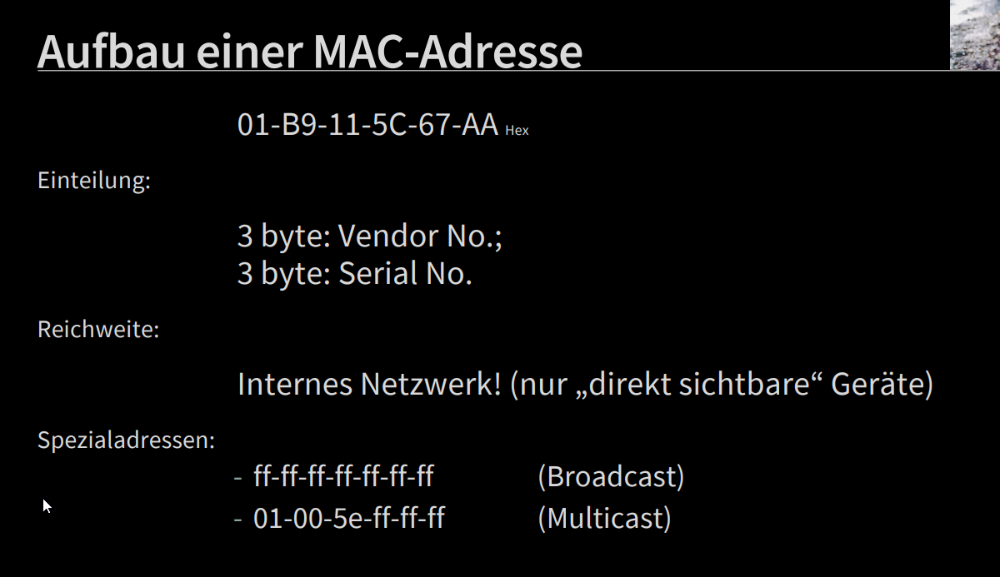 Aufbau einer MAC-Adresse
01-B9-11-5C-67-AA Hex
Einteilung:
3 byte: Vendor No.;
3 byte: Serial No.
Reichweite:
Internes Netzwerk! (nur „direkt sichtbare“ Geräte)
Spezialadressen:
- ff-ff-ff-ff-ff-ff-ff (Broadcast)
- 01-00-5e-ff-ff-ff (Multicast)